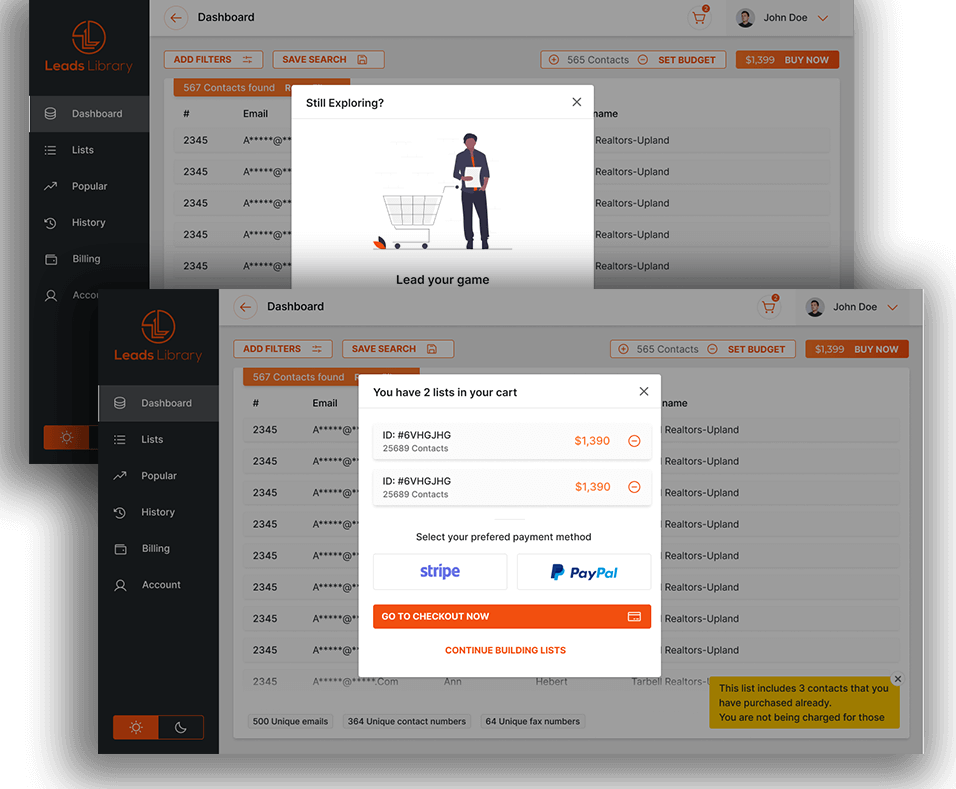 Dashboard
2
John Doe
Leads Library
ADD FILTERS
SAVE SEARCH
565 Contacts
SET BUDGET
$1,399 BUY NOW
567 Contacts found
Still Exploring?
# Email name
Dashboard
2345 A*****@** Realtors-Upland
Lists
2345 A*****@** Realtors-Upland
Popular
2345 A*****@** Realtors-Upland
History
2345 A*****@** Realtors-Upland
Billing
2345 A*****@** Realtors-Upland
Lead your game
Accou
Dashboard
2
John Doe
Leads Library
ADD FILTERS
SAVE SEARCH
565 Contacts
SET BUDGET
$1,399 BUY NOW
567 Contacts found
You have 2 lists in your cart
# Email name
Dashboard
Lists
Popular
History
Billing
Account
2345 A*****@** Realtors-Upland
2345 A*****@** Realtors-Upland
2345 A*****@** Realtors-Upland
2345 A*****@** Realtors-Upland
2345 A*****@** Realtors-Upland
2345 A*****@** Realtors-Upland
2345 A*****@** Realtors-Upland
2345 A*****@** Realtors-Upland
2345 A*****@*****.Com Ann Hebert Tarbell Realtors-
ID: #6VHGJHG
25689 Contacts
$1,390
ID: #6VHGJHG
25689 Contacts
$1,390
Select your prefered payment method
stripe
PayPal
GO TO CHECKOUT NOW
CONTINUE BUILDING LISTS
This list includes 3 contacts that you
have purchased already.
You are not being charged for those
500 Unique emails
364 Unique contact numbers
64 Unique fax numbers